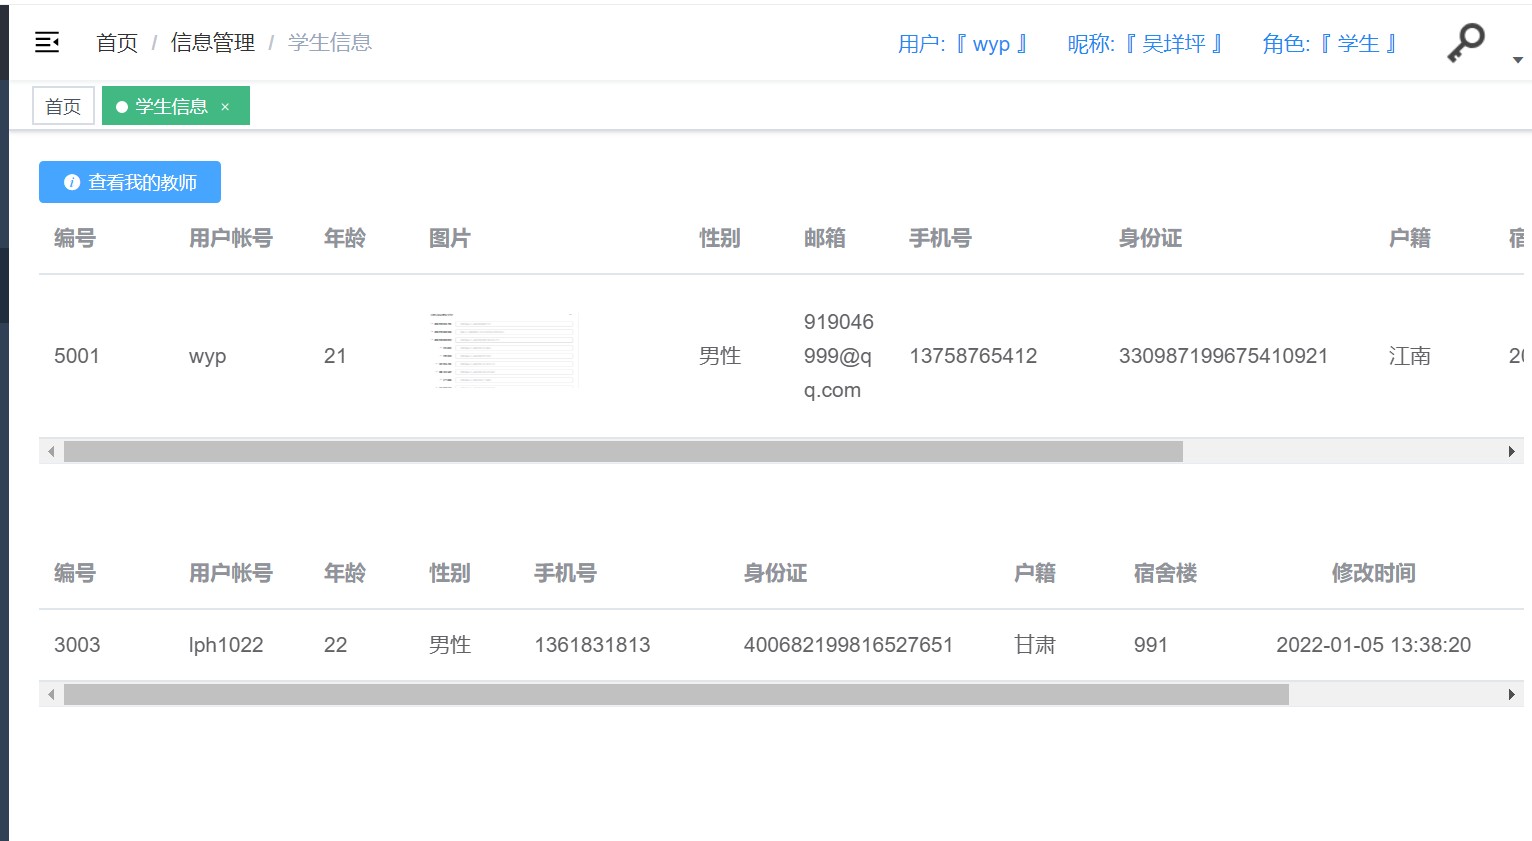 首页 / 信息管理 / 学生信息 用户:『 wyp 』 昵称:『 吴垟坪 』 角色:『 学生 』
首页 学生信息 ×
查看我的教师
编号 用户帐号 年龄 图片 性别 邮箱 手机号 身份证 户籍 宿
5001 wyp 21 男性 919046999@qq.com 13758765412 330987199675410921 江南 20
编号 用户帐号 年龄 性别 手机号 身份证 户籍 宿舍楼 修改时间
3003 lph1022 22 男性 1361831813 400682199816527651 甘肃 991 2022-01-05 13:38:20